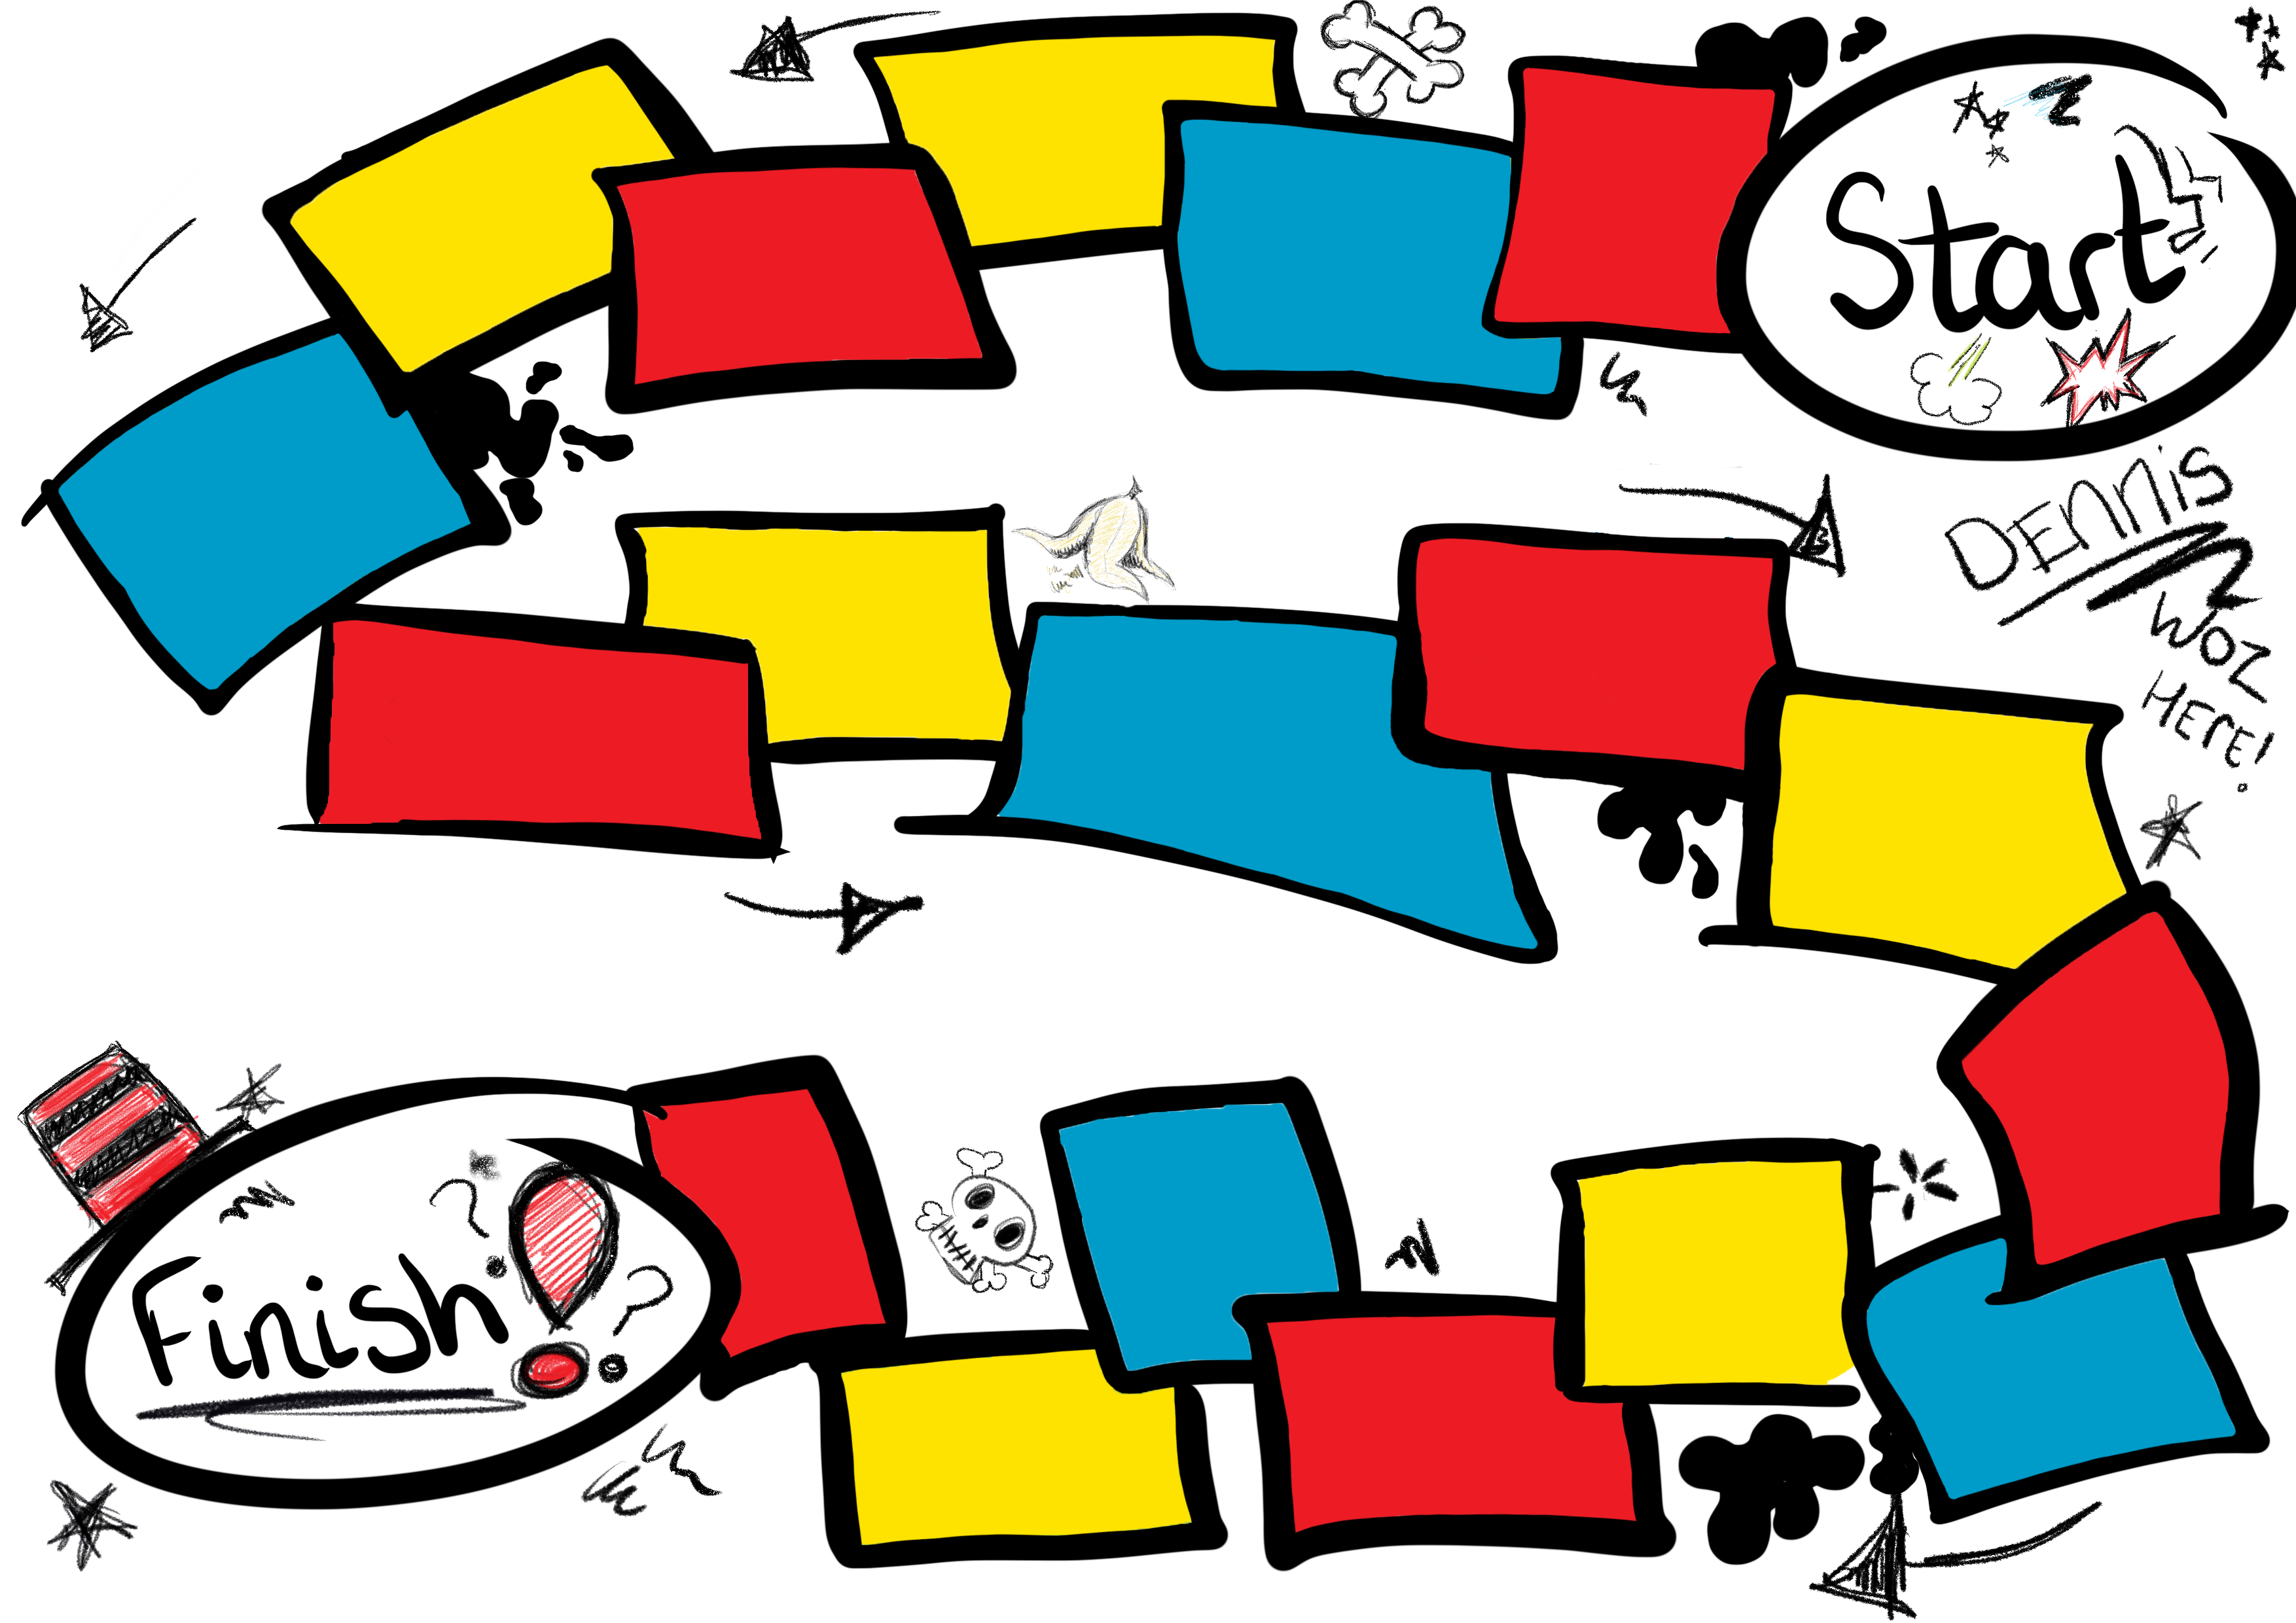 Start
DENNIS
WOZ
HERE!
Finish !
? ?